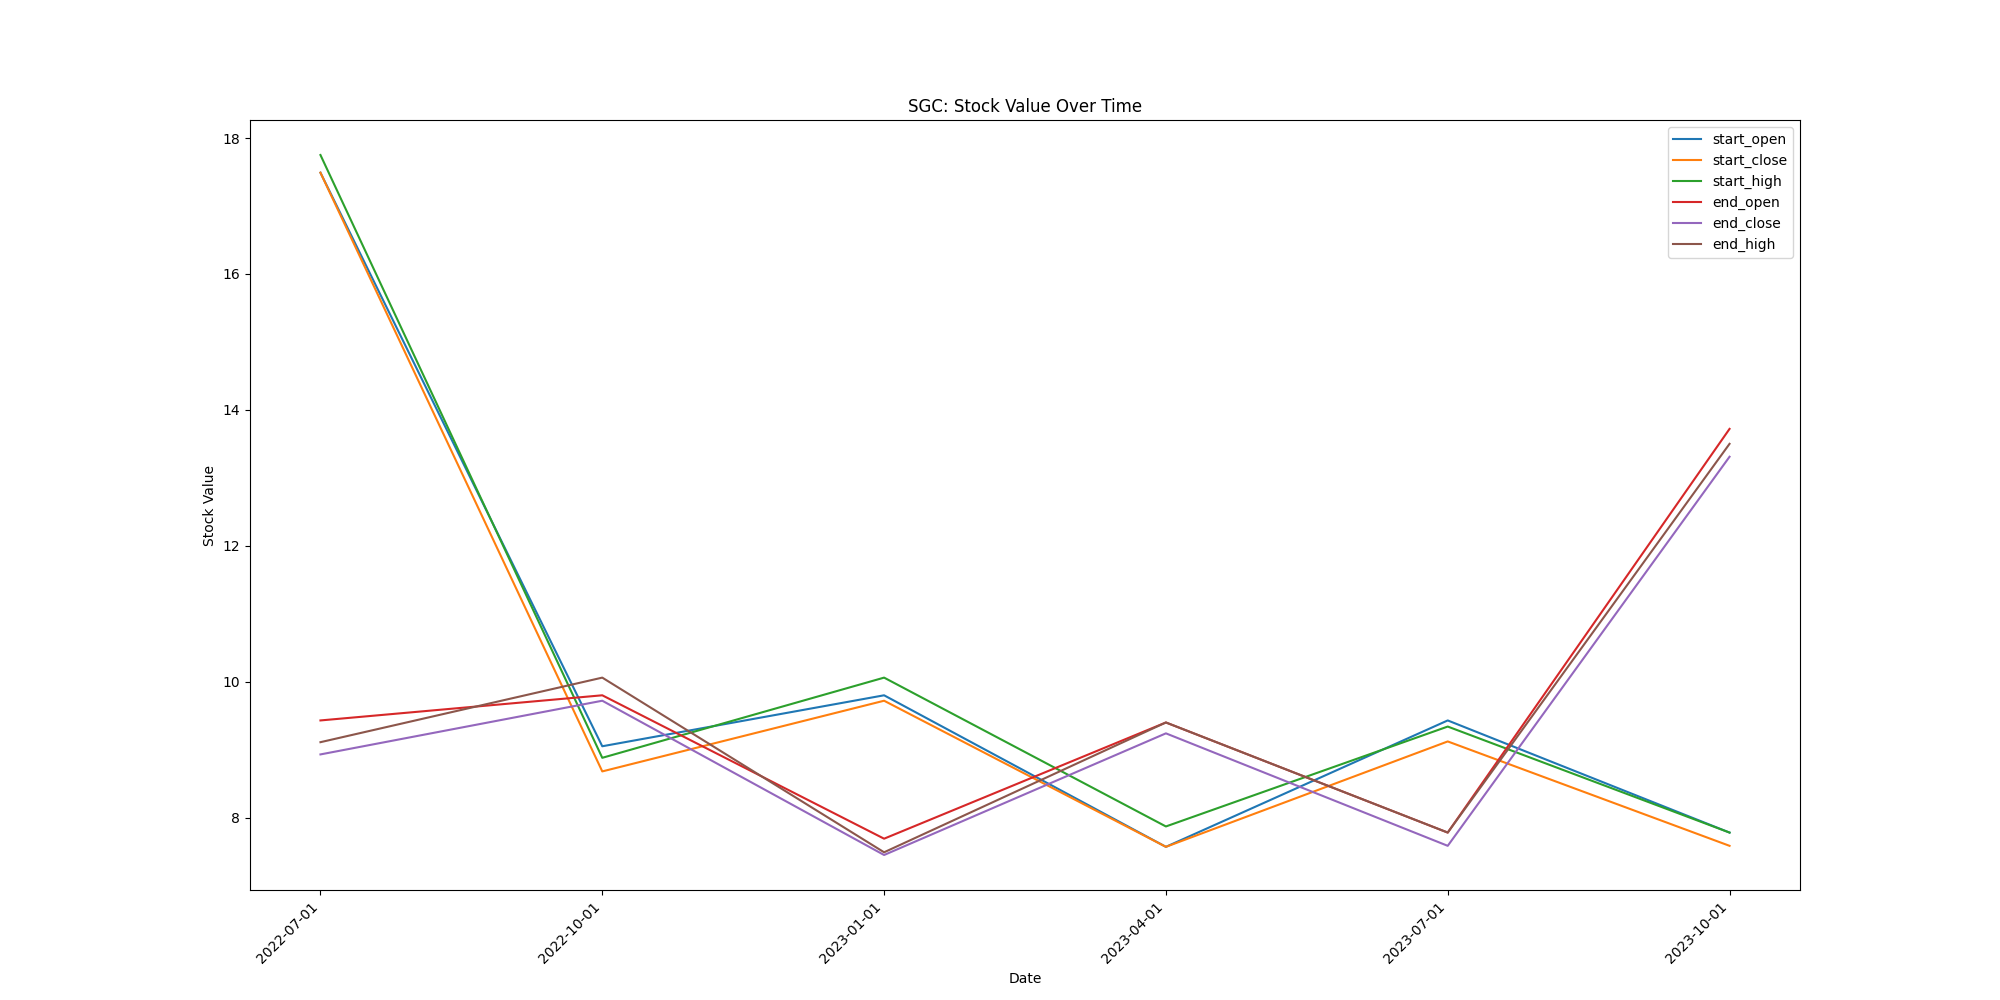 SGC: Stock Value Over Time
start_open
start_close
start_high
end_open
end_close
end_high
Stock Value
18
16
14
12
10
8
2022-07-01
2022-10-01
2023-01-01
2023-04-01
2023-07-01
2023-10-01
Date